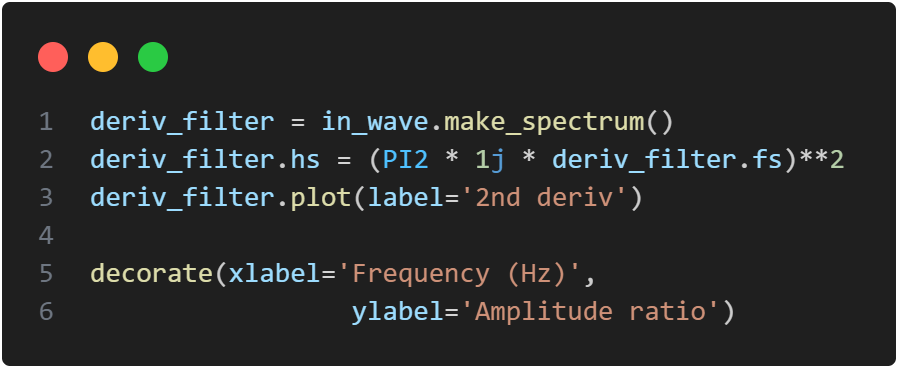 1 deriv_filter = in_wave.make_spectrum()
2 deriv_filter.hs = (PI2 * 1j * deriv_filter.fs)**2
3 deriv_filter.plot(label='2nd deriv')
4
5 decorate(xlabel='Frequency (Hz)',
6                  ylabel='Amplitude ratio')